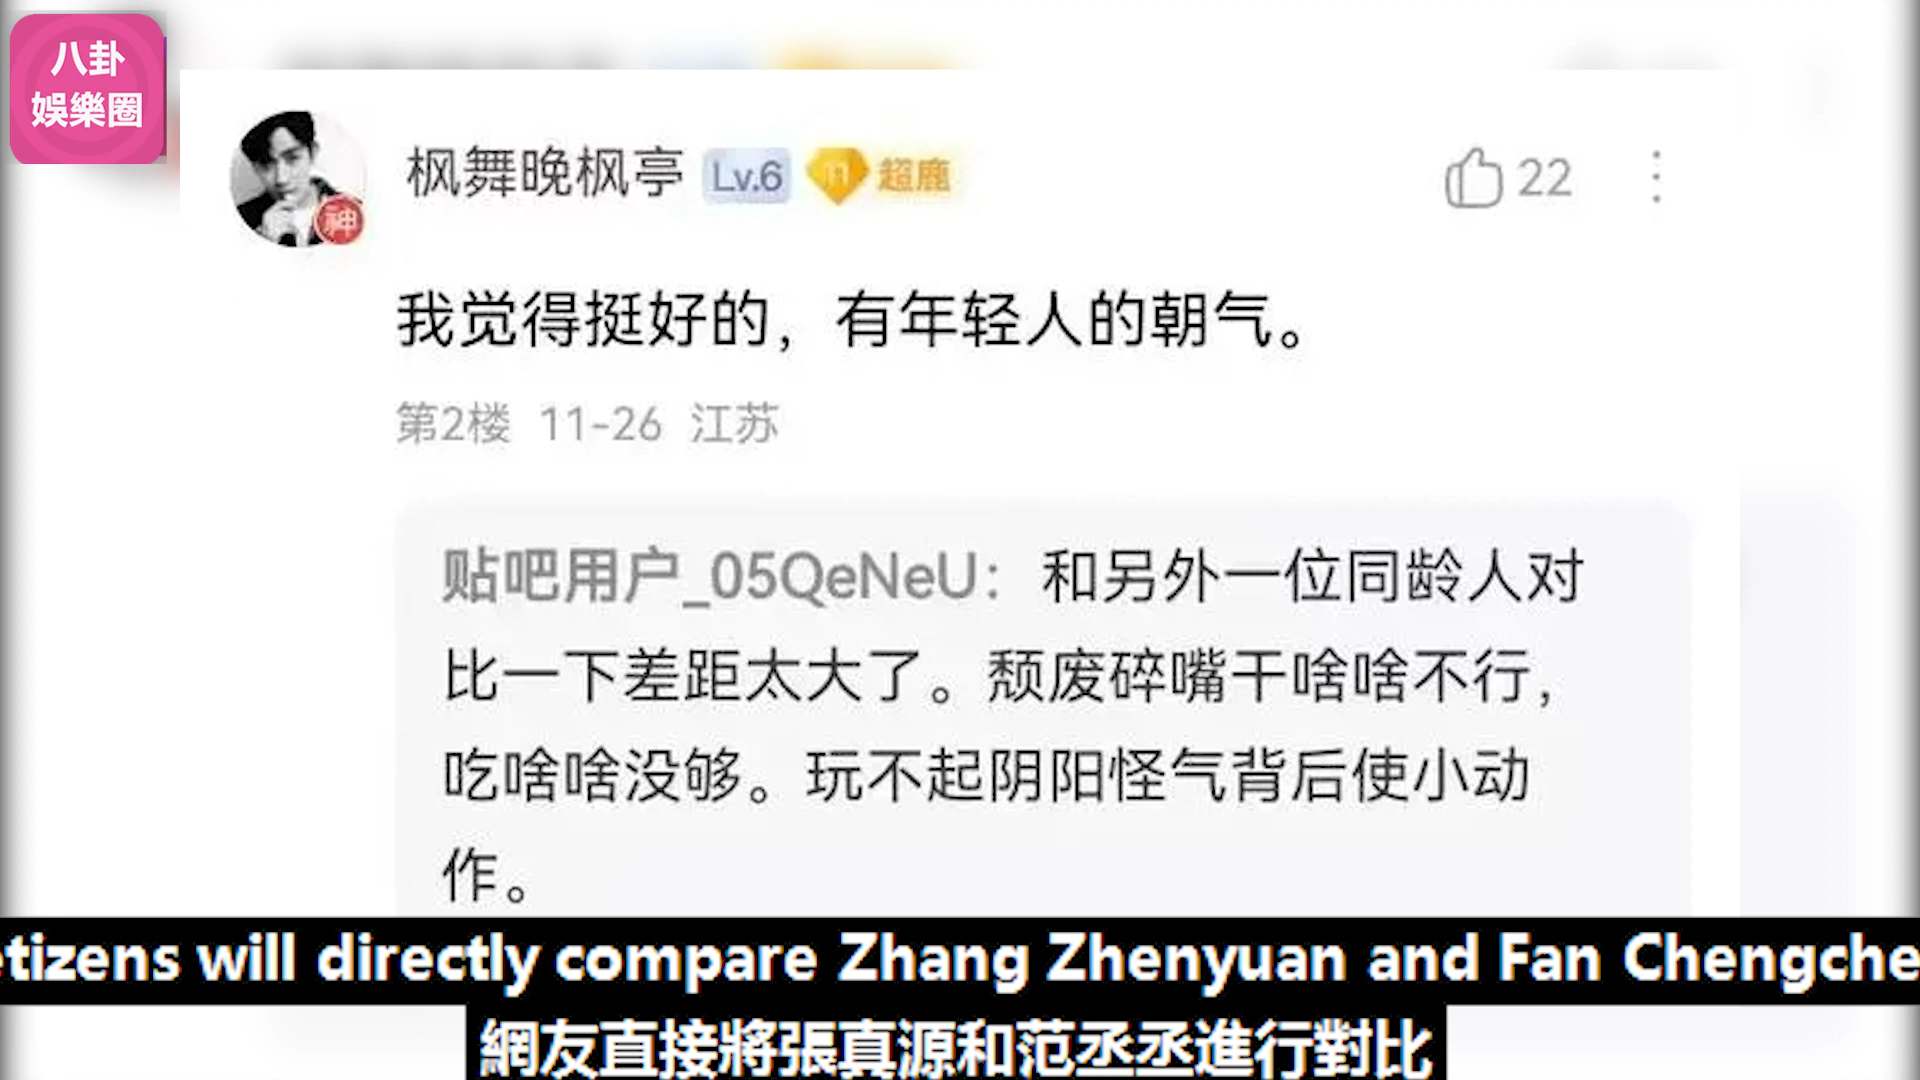 八卦
娛樂圈
枫舞晚枫亭 Lv.6 超鹿 22
神
我觉得挺好的，有年轻人的朝气。
第2楼 11-26 江苏
贴吧用户_05QeNeU：和另外一位同龄人对
比一下差距太大了。颓废碎嘴干啥啥不行，
吃啥啥没够。玩不起阴阳怪气背后使小动
作。
etizens will directly compare Zhang Zhenyuan and Fan Chengche
網友直接將張真源和范丞丞進行對比